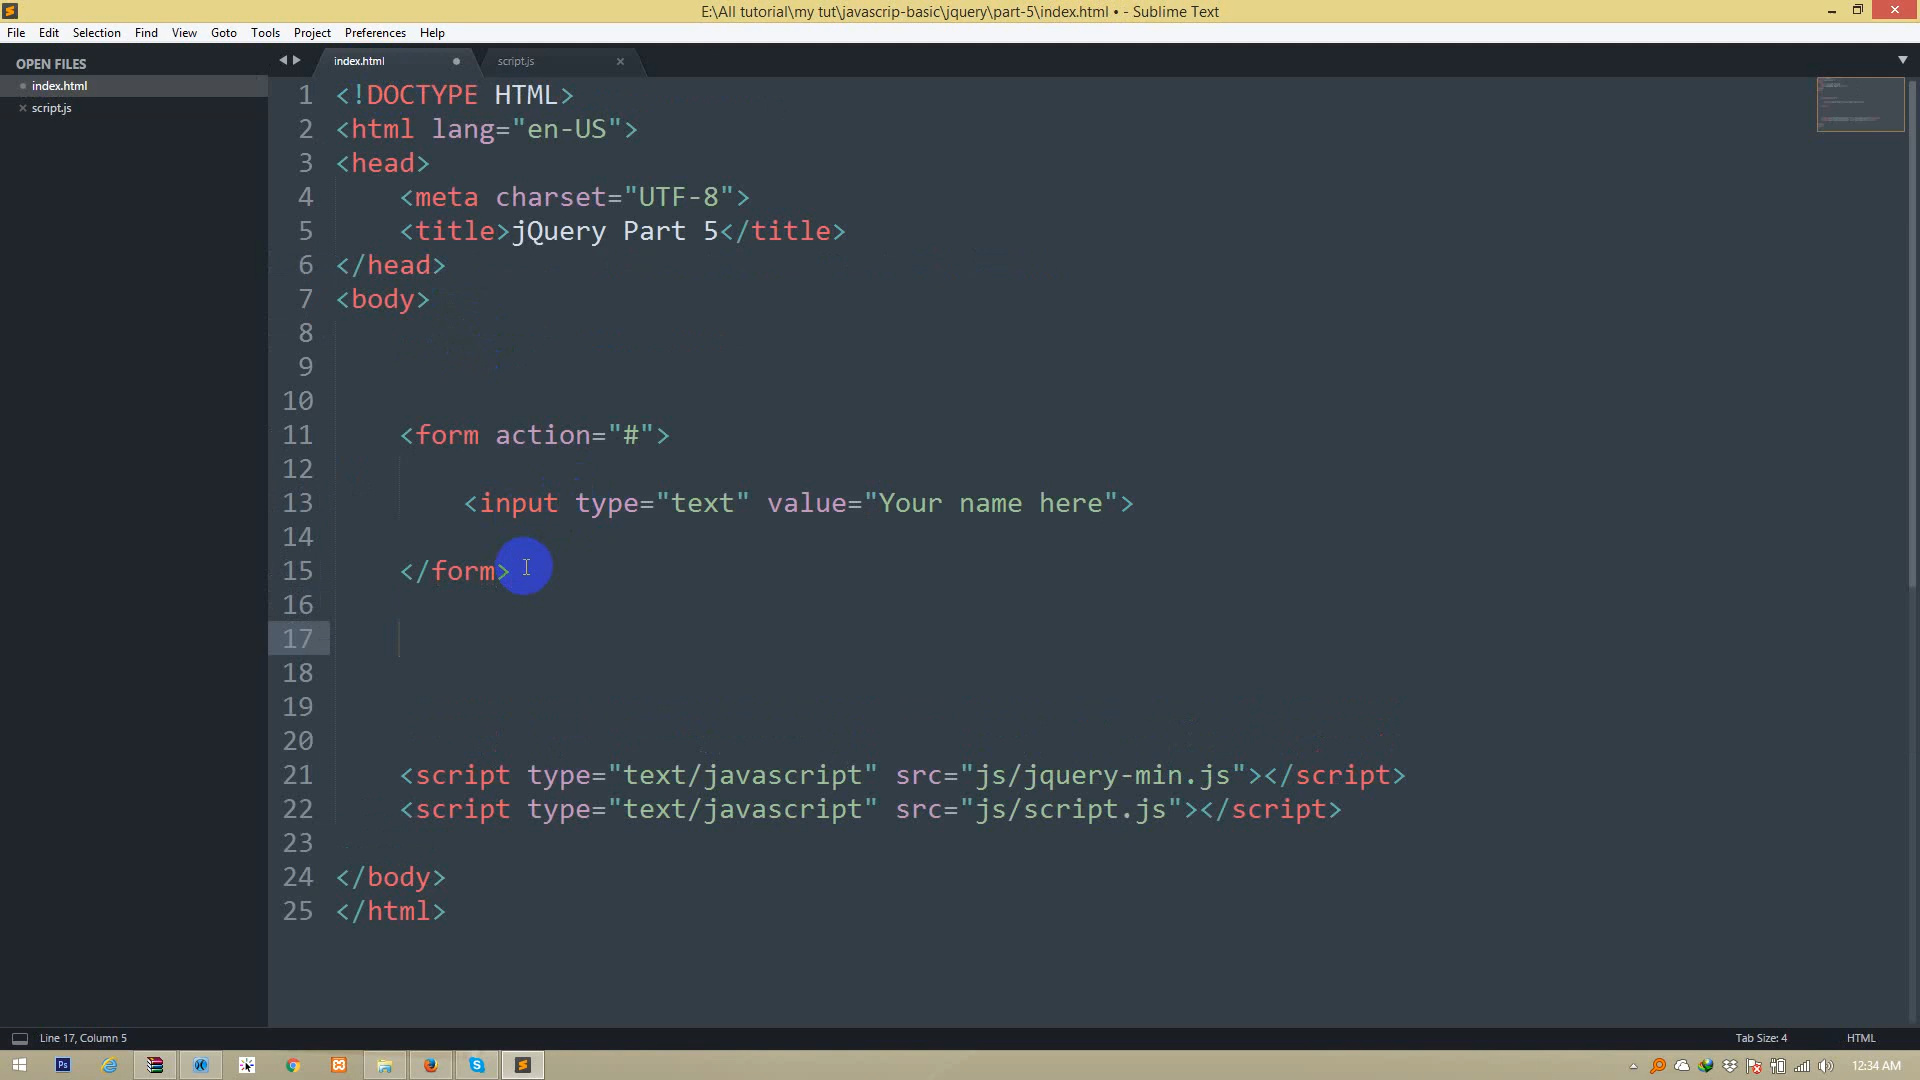 E:\All tutorial\my tut\javascrip-basic\jquery\part-5\index.html • - Sublime Text
File Edit Selection Find View Goto Tools Project Preferences Help
OPEN FILES
index.html
script.js
index.html script.js
1 <!DOCTYPE HTML>
2 <html lang="en-US">
3 <head>
4 <meta charset="UTF-8">
5 <title>jQuery Part 5</title>
6 </head>
7 <body>
8
9
10
11 <form action="#">
12
13 <input type="text" value="Your name here">
14
15 </form>
16
17
18
19
20
21 <script type="text/javascript" src="js/jquery-min.js"></script>
22 <script type="text/javascript" src="js/script.js"></script>
23
24 </body>
25 </html>
Line 17, Column 5 Tab Size: 4 HTML
Ps 12:34 AM